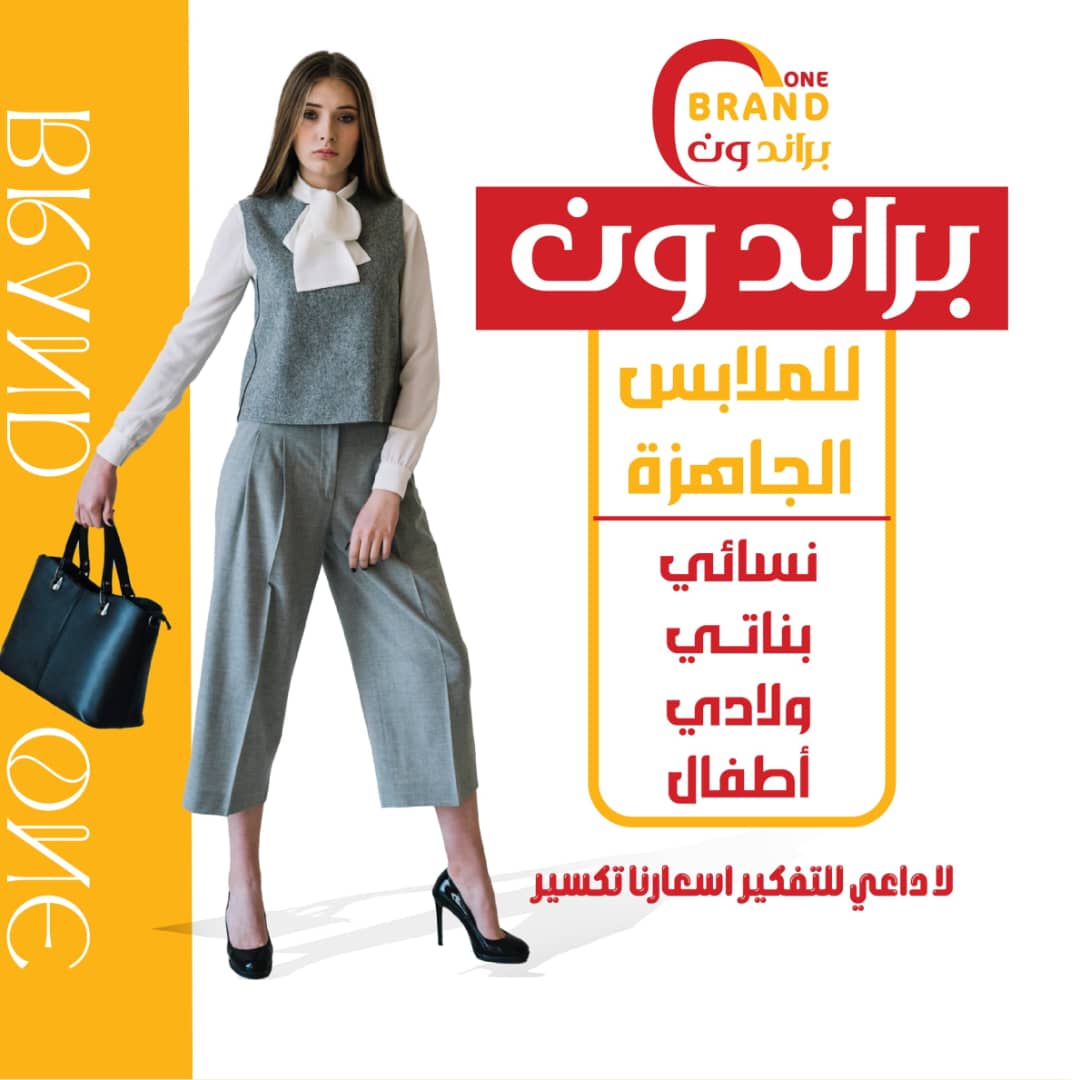 ONE
BRAND
براند ون
براند ون
للملابس
الجاهزة
نسائي
بناتـي
ولادي
أطفال
لا داعي للتفكير اسعارنا تكسير
BRAND ONE